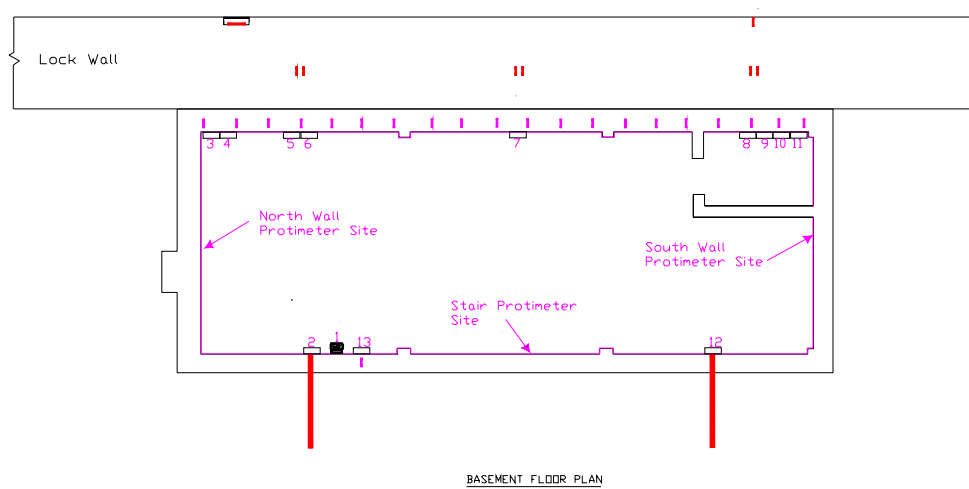 Lock Wall
3 4 5 6 7 8 9 10 11
North Wall
Protimeter Site
South Wall
Protimeter Site
Stair Protimeter
Site
2 1 13 12
BASEMENT FLOOR PLAN